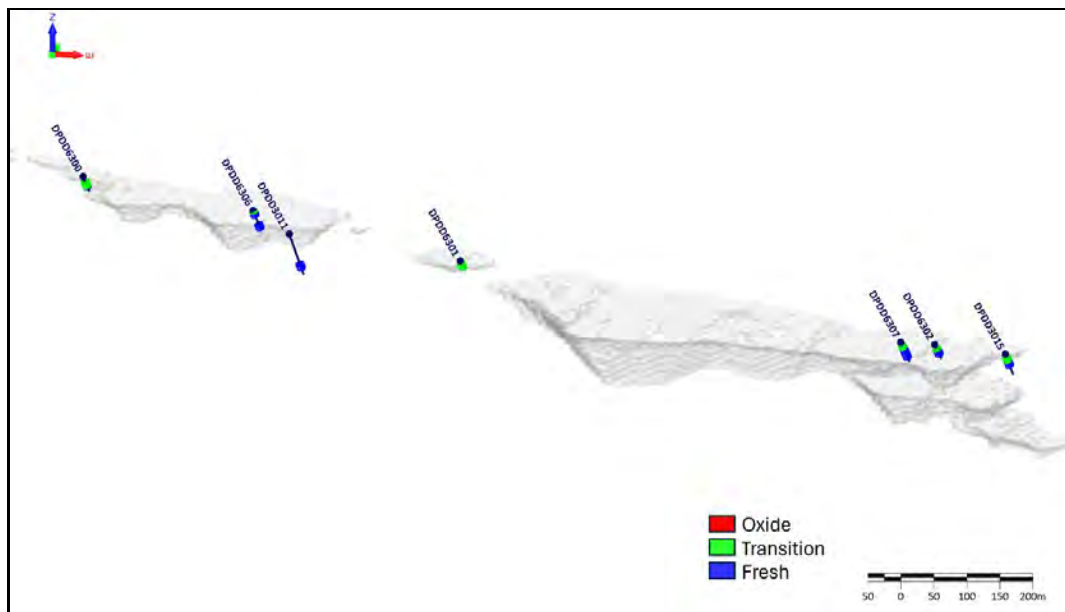 Z
DPDD6300
DPDD6306
DPDD3011
DPDD6301
DPDD6307
DPDD6302
DPDD3015
Oxide
Transition
Fresh
50 0 50 100 150 200m